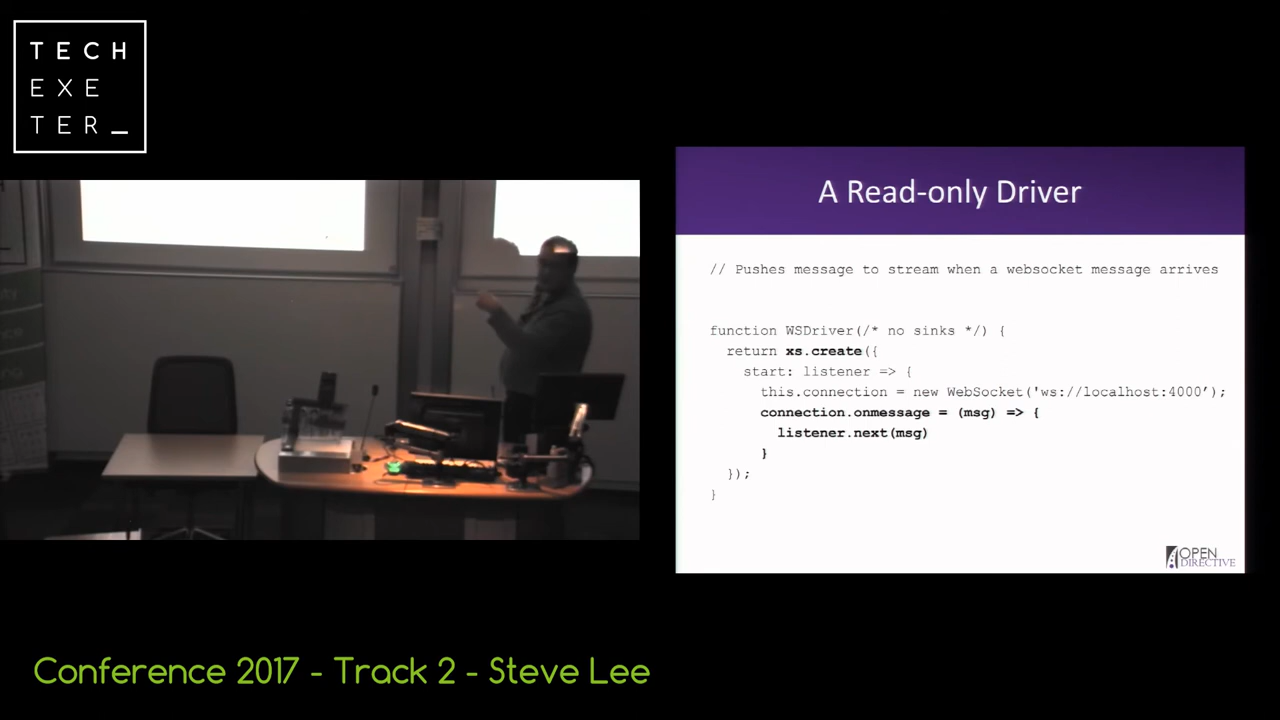 TECH
EXE
TER_
A Read-only Driver
// Pushes message to stream when a websocket message arrives
function WSDriver(/* no sinks */) {
return xs.create({
start: listener => {
this.connection = new WebSocket('ws://localhost:4000’);
connection.onmessage = (msg) => {
listener.next(msg)
}
});
}
OPEN
DIRECTIVE
Conference 2017 - Track 2 - Steve Lee